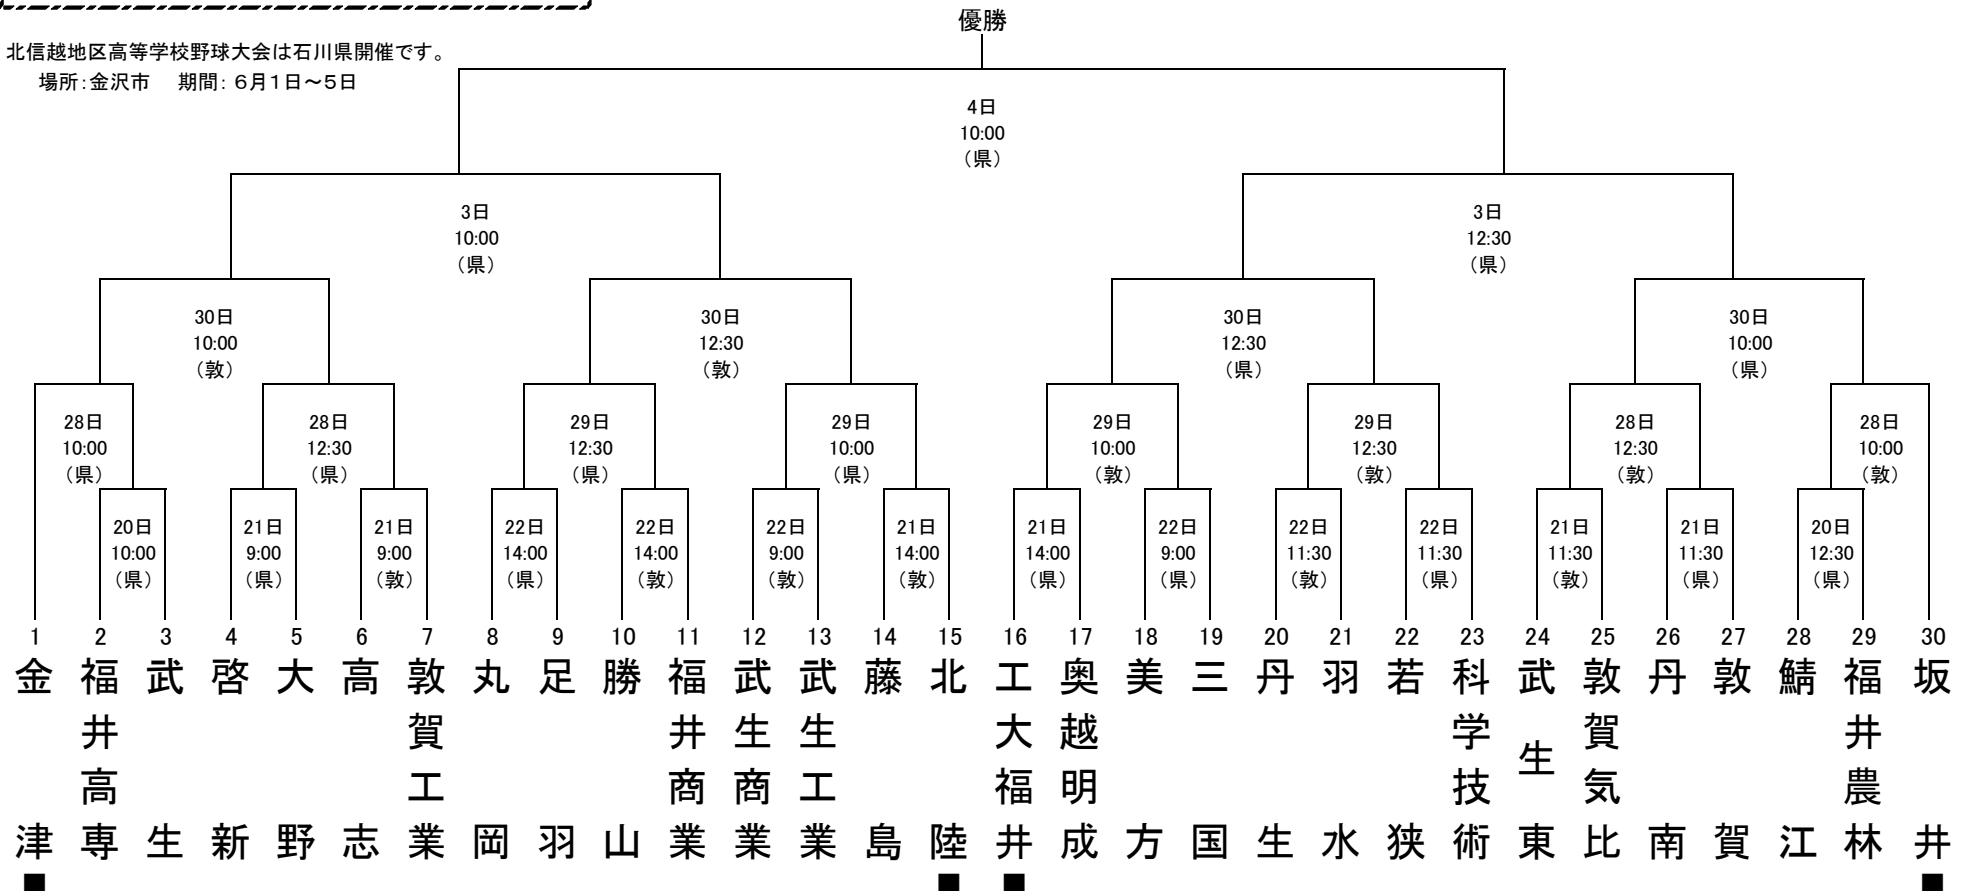 優勝
北信越地区高等学校野球大会は石川県開催です。
場所：金沢市　期間：６月１日～５日
4日
10:00
（県）
3日
10:00
（県）
3日
12:30
（県）
30日
10:00
（敦）
30日
12:30
（敦）
30日
12:30
（県）
30日
10:00
（県）
28日
10:00
（県）
28日
12:30
（県）
29日
12:30
（県）
29日
10:00
（県）
29日
10:00
（敦）
29日
12:30
（敦）
28日
12:30
（敦）
28日
10:00
（敦）
20日
10:00
（県）
21日
9:00
（県）
21日
9:00
（敦）
22日
14:00
（県）
22日
14:00
（敦）
22日
9:00
（敦）
21日
14:00
（敦）
21日
14:00
（県）
22日
9:00
（県）
22日
11:30
（敦）
22日
11:30
（県）
21日
11:30
（敦）
21日
11:30
（県）
20日
12:30
（県）
1 2 3 4 5 6 7 8 9 10 11 12 13 14 15 16 17 18 19 20 21 22 23 24 25 26 27 28 29 30
金津
福井高専
武生
啓新
大野
高志
敦賀工業
丸岡
足羽
勝山
福井商業
武生商業
武生工業
藤島
北陸
工大福井
奥越明成
美方
三国
丹生
羽水
若狭
科学技術
武生東
敦賀気比
丹南
敦賀
鯖江
福井農林
坂井